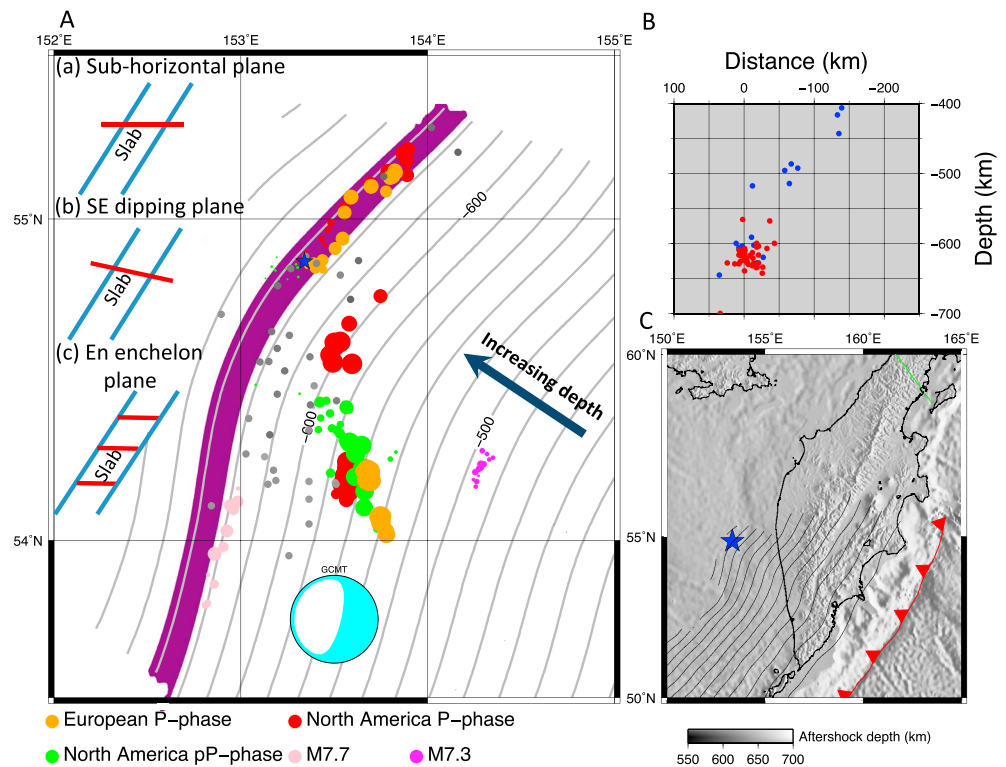 A
152°E 153°E 154°E 155°E
(a) Sub-horizontal plane
Slab
(b) SE dipping plane
Slab
(c) En enchelon
plane
Slab
55°N
54°N
−600
−600
−500
Increasing depth
GCMT
European P−phase
North America P−phase
North America pP−phase
M7.7
M7.3
B
Distance (km)
100 0 −100 −200
−400
−500
−600
−700
Depth (km)
C
150°E 155°E 160°E 165°E
60°N
55°N
50°N
Aftershock depth (km)
550 600 650 700